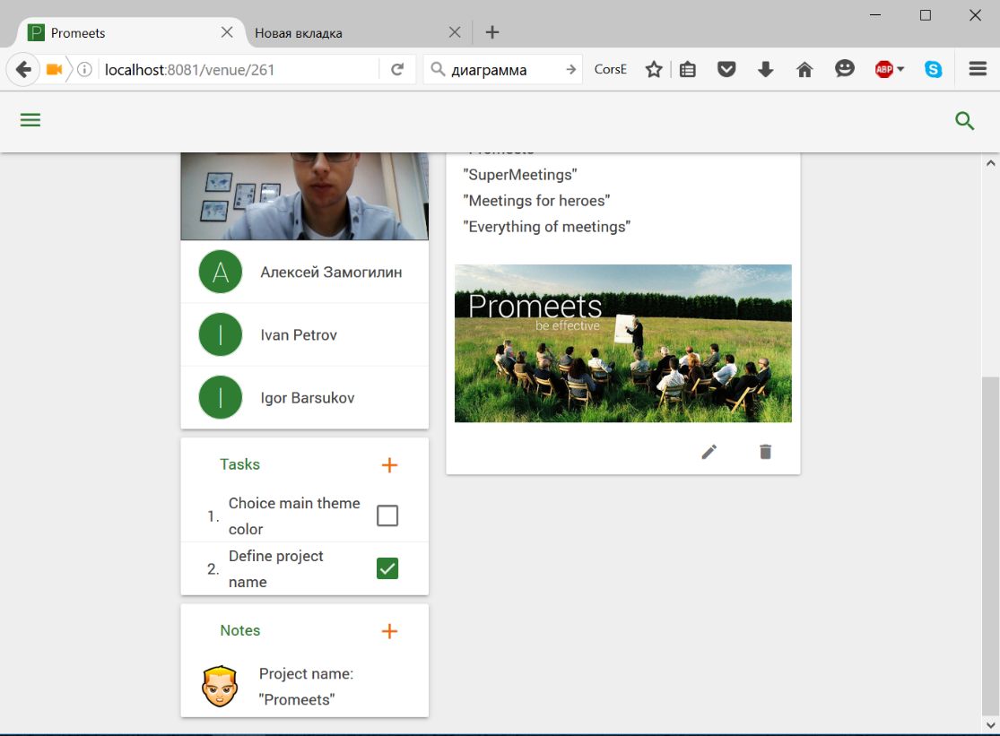 Promeets
Новая вкладка
localhost:8081/venue/261
диаграмма
CorsE
ABP
"SuperMeetings"
"Meetings for heroes"
"Everything of meetings"
Promeets
be effective
А
Алексей Замогилин
I
Ivan Petrov
I
Igor Barsukov
Tasks
1. Choice main theme
color
2. Define project
name
Notes
Project name:
"Promeets"